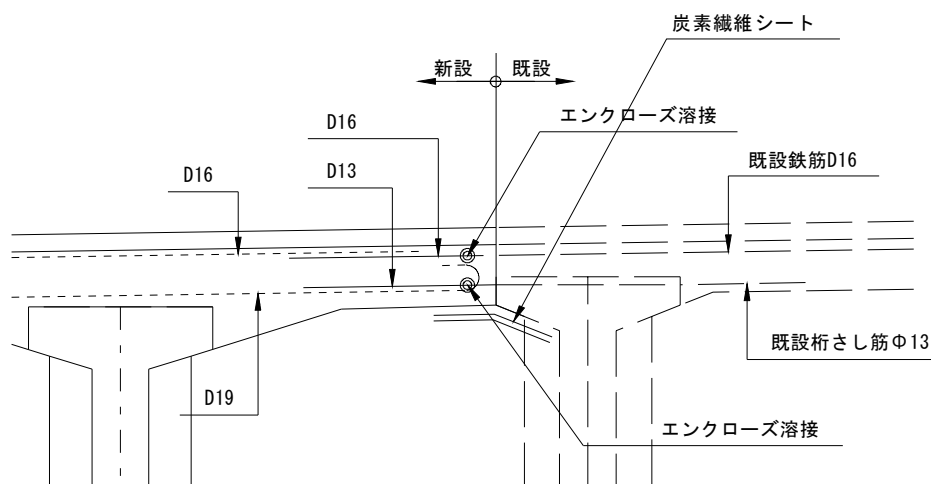 炭素繊維シート
新設
既設
エンクローズ溶接
D16
既設鉄筋D16
D16
D13
既設桁さし筋Φ13
D19
エンクローズ溶接